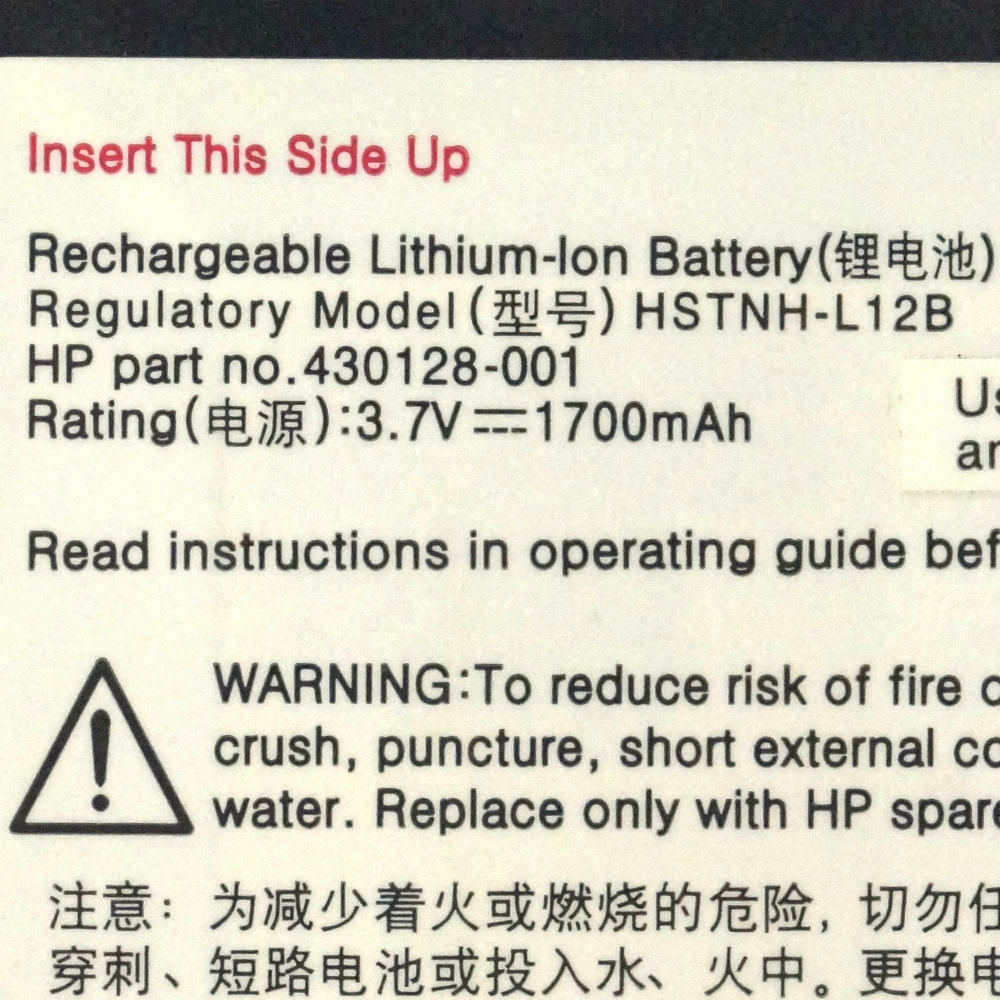 Insert This Side Up
Rechargeable Lithium-Ion Battery(锂电池)
Regulatory Model(型号) HSTNH-L12B
HP part no.430128-001
Rating(电源):3.7V⎓1700mAh
Read instructions in operating guide
WARNING:To reduce risk of fire
crush, puncture, short external
water. Replace only with HP
注意：为减少着火或燃烧的危险，切勿
穿刺、短路电池或投入水、火中。更换